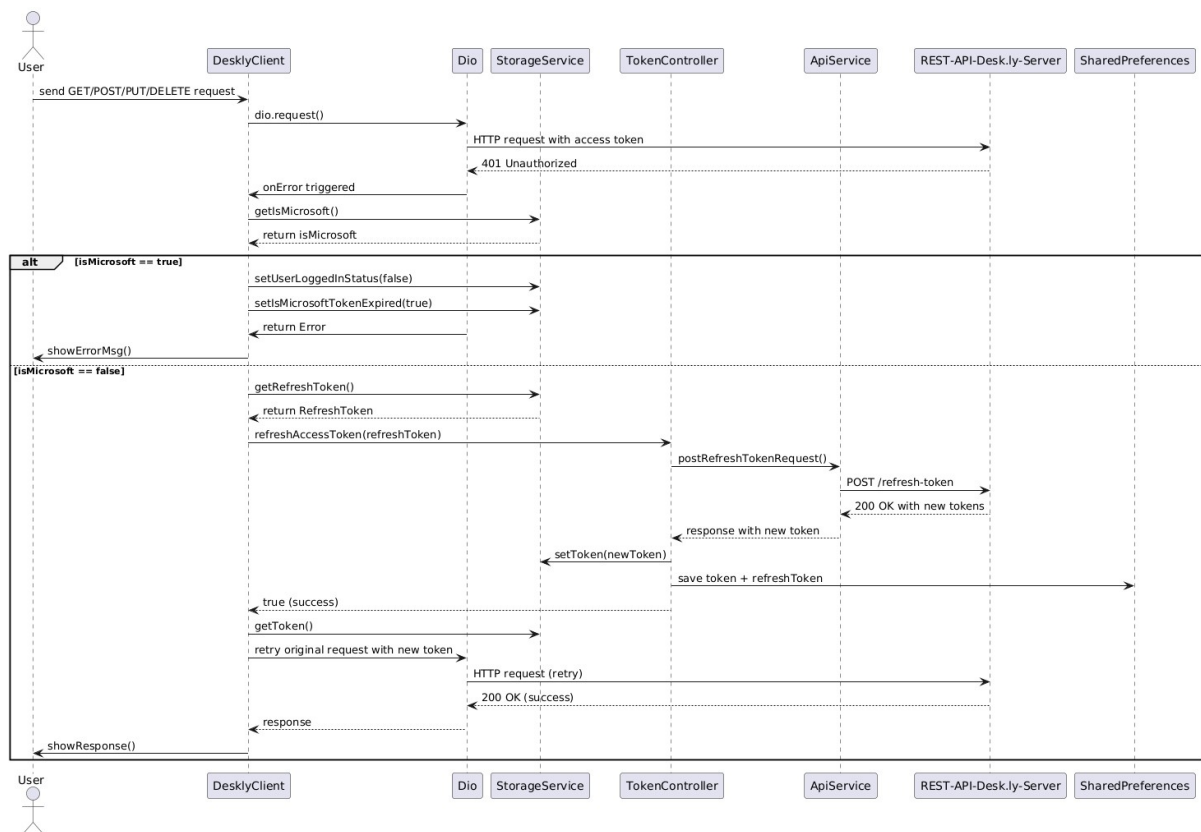 User
DesklyClient
Dio
StorageService
TokenController
ApiService
REST-API-Desk.ly-Server
SharedPreferences
send GET/POST/PUT/DELETE request
dio.request()
HTTP request with access token
401 Unauthorized
onError triggered
getIsMicrosoft()
return isMicrosoft
alt [isMicrosoft == true]
setUserLoggedInStatus(false)
setIsMicrosoftTokenExpired(true)
return Error
showErrorMsg()
[isMicrosoft == false]
getRefreshToken()
return RefreshToken
refreshAccessToken(refreshToken)
postRefreshTokenRequest()
POST /refresh-token
200 OK with new tokens
response with new token
setToken(newToken)
save token + refreshToken
true (success)
getToken()
retry original request with new token
HTTP request (retry)
200 OK (success)
response
showResponse()
User
DesklyClient
Dio
StorageService
TokenController
ApiService
REST-API-Desk.ly-Server
SharedPreferences